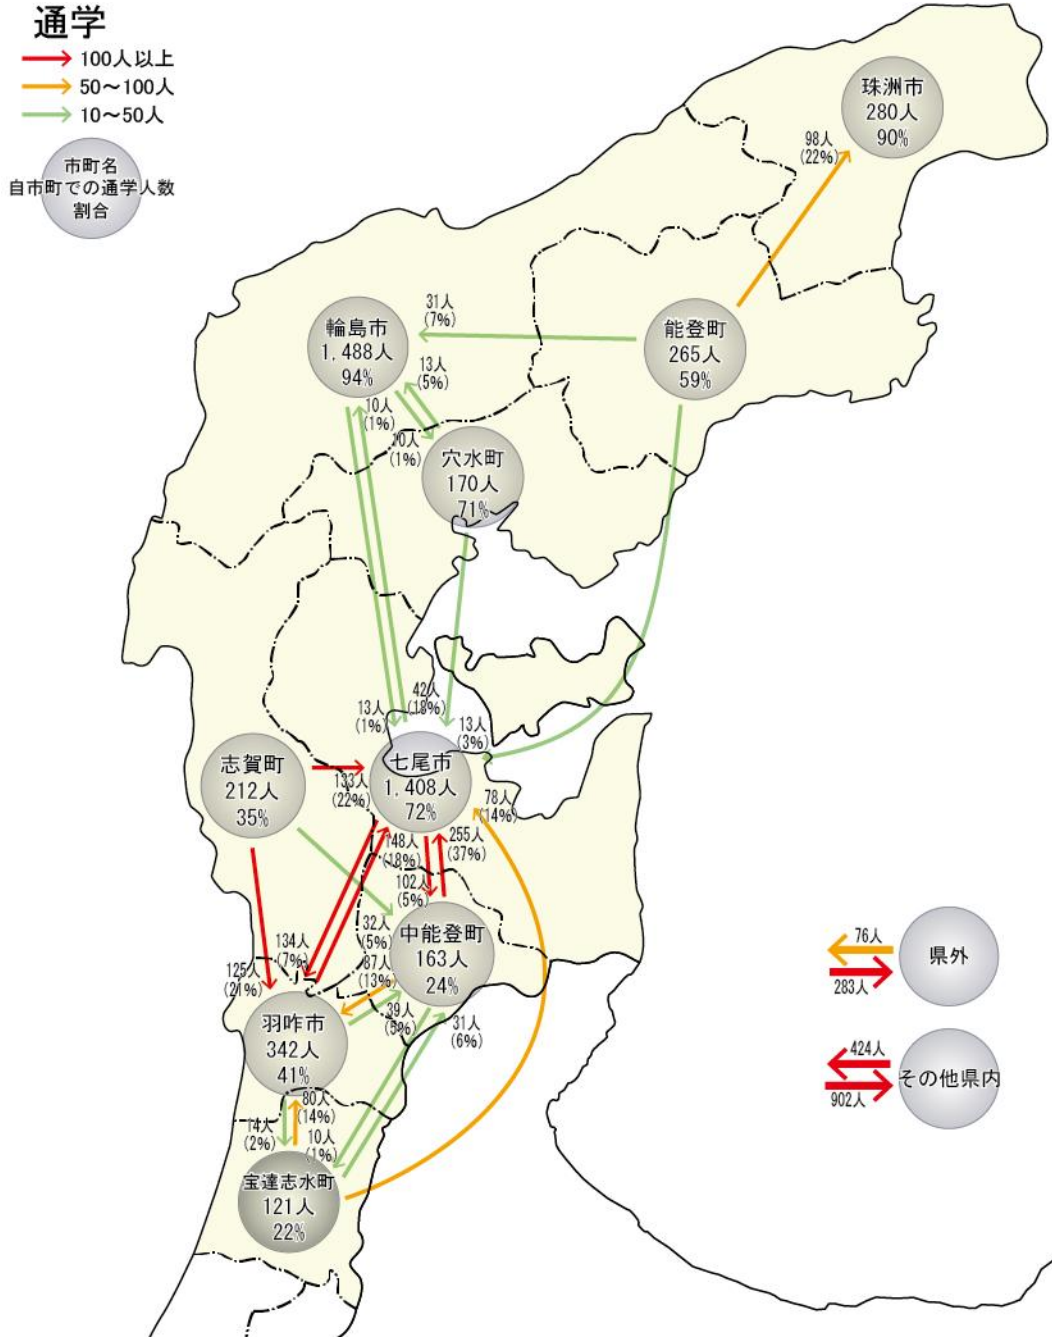 通学
100人以上
50～100人
10～50人
市町名
自市町での通学人数
割合
珠洲市
280人
90%
98人
(22%)
31人
(7%)
輪島市
1,488人
94%
能登町
265人
59%
13人
(5%)
10人
(1%)
10人
(1%)
穴水町
170人
71%
42人
(18%)
13人
(1%)
13人
(3%)
志賀町
212人
35%
133人
(22%)
七尾市
1,408人
72%
78人
(14%)
148人
(18%)
255人
(37%)
102人
(5%)
32人
(5%)
中能登町
163人
24%
134人
(7%)
87人
(13%)
125人
(21%)
39人
(5%)
31人
(6%)
羽咋市
342人
41%
80人
(14%)
14人
(2%)
10人
(1%)
宝達志水町
121人
22%
76人
県外
283人
424人
その他県内
902人